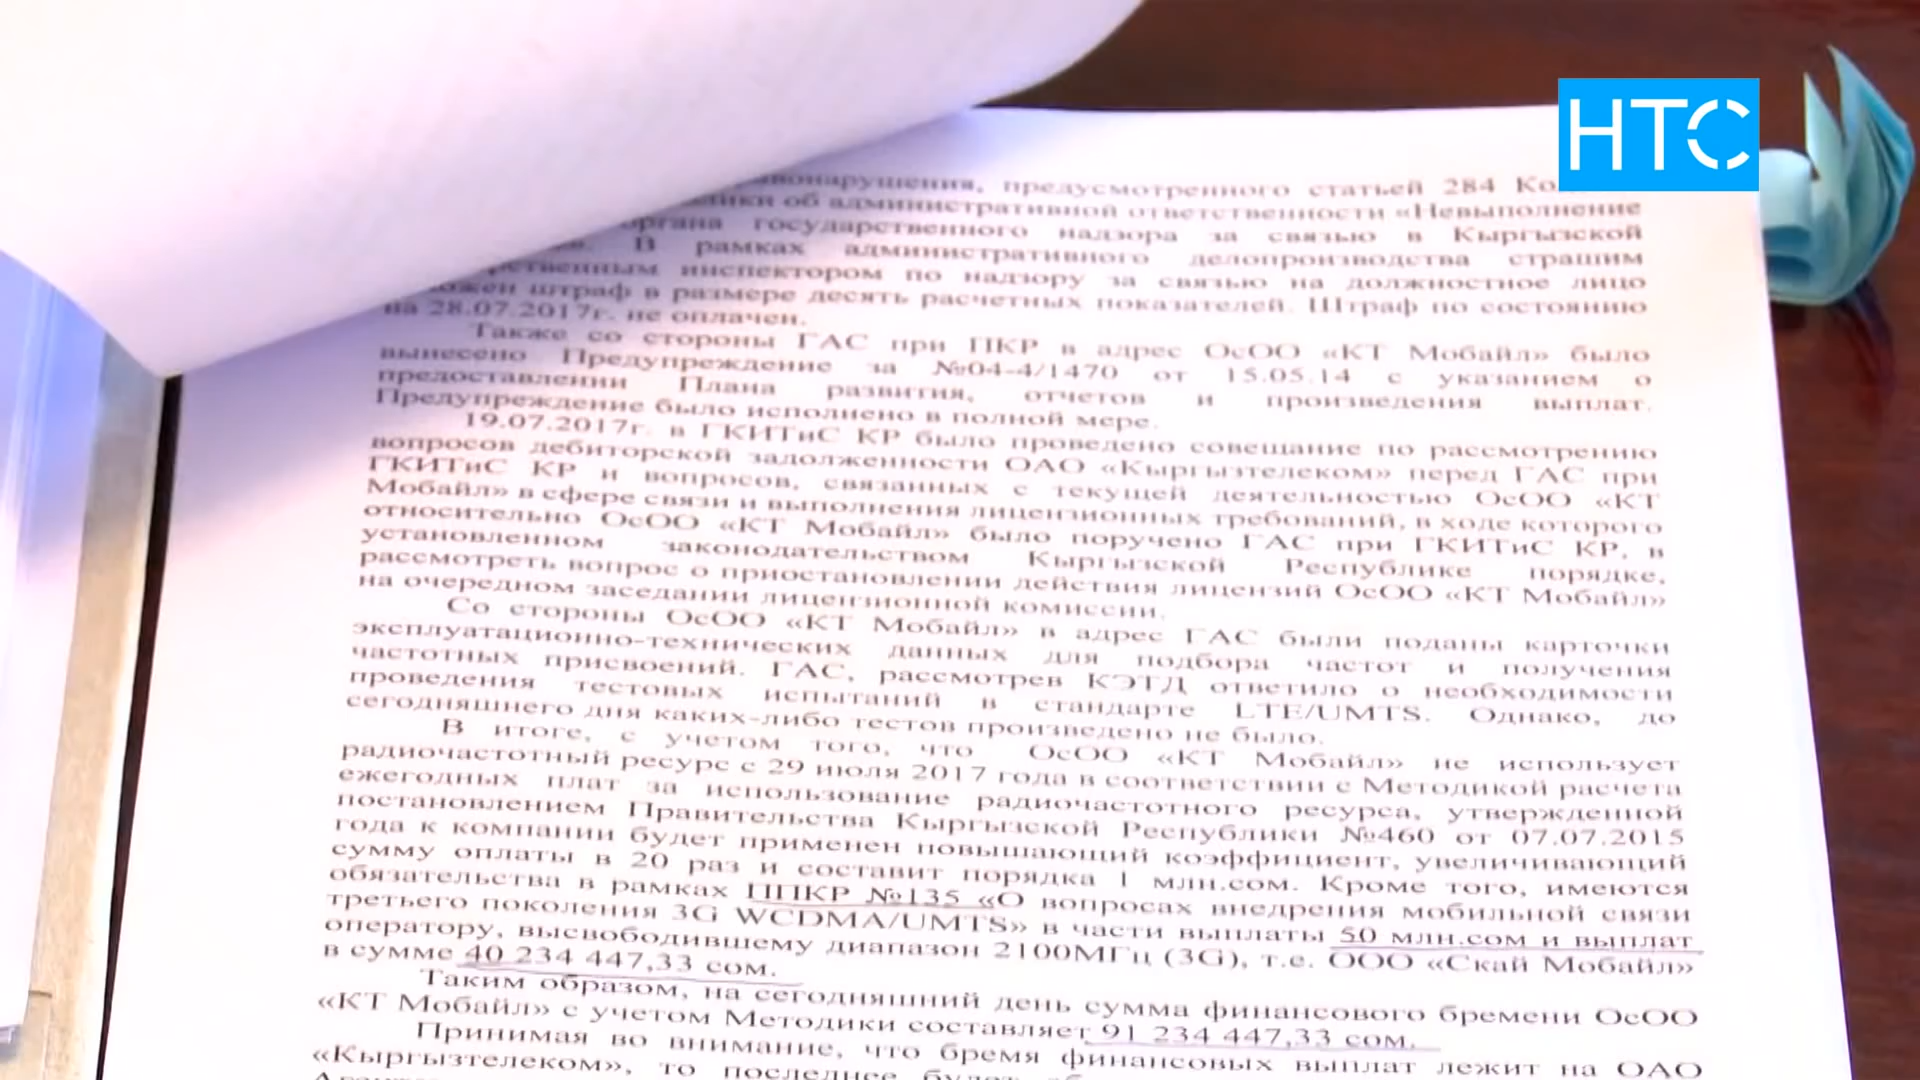 НТС
правонарушения, предусмотренного статьей 284
об административной ответственности «Невыполнение
органа государственного надзора за связью в Кыргызской
В рамках административного делопроизводства страшим
инспектором по надзору за связью на должностное лицо
штраф в размере десять расчетных показателей. Штраф по состоянию
на 28.07.2017г. не оплачен.
Также со стороны ГАС при ПКР в адрес ОсОО «КТ Мобайл» было
вынесено Предупреждение за №04-4/1470 от 15.05.14 с указанием о
предоставлении Плана развития, отчетов и произведения выплат.
Предупреждение было исполнено в полной мере.
19.07.2017г. в ГКИТиС КР было проведено совещание по рассмотрению
вопросов дебиторской задолженности ОАО «Кыргызтелеком» перед ГАС при
ГКИТиС КР и вопросов, связанных с текущей деятельностью ОсОО «КТ
Мобайл» в сфере связи и выполнения лицензионных требований, в ходе которого
относительно ОсОО «КТ Мобайл» было поручено ГАС при ГКИТиС КР, в
установленном законодательством Кыргызской Республике порядке,
рассмотреть вопрос о приостановлении действия лицензий ОсОО «КТ Мобайл»
на очередном заседании лицензионной комиссии.
Со стороны ОсОО «КТ Мобайл» в адрес ГАС были поданы карточки
эксплуатационно-технических данных для подбора частот и получения
частотных присвоений. ГАС, рассмотрев КЭТД ответило о необходимости
проведения тестовых испытаний в стандарте LTE/UMTS. Однако, до
сегодняшнего дня каких-либо тестов произведено не было.
В итоге, с учетом того, что ОсОО «КТ Мобайл» не использует
радиочастотный ресурс с 29 июля 2017 года в соответствии с Методикой расчета
ежегодных плат за использование радиочастотного ресурса, утвержденной
постановлением Правительства Кыргызской Республики №460 от 07.07.2015
года к компании будет применен повышающий коэффициент, увеличивающий
сумму оплаты в 20 раз и составит порядка 1 млн.сом. Кроме того, имеются
обязательства в рамках ППКР №135 «О вопросах внедрения мобильной связи
третьего поколения 3G WCDMA/UMTS» в части выплаты 50 млн.сом и выплат
оператору, высвободившему диапазон 2100МГц (3G), т.е. ООО «Скай Мобайл»
в сумме 40 234 447,33 сом.
Таким образом, на сегодняшний день сумма финансового бремени ОсОО
«КТ Мобайл» с учетом Методики составляет 91 234 447,33 сом.
Принимая во внимание, что бремя финансовых выплат лежит на ОАО
«Кыргызтелеком», то последнее будет